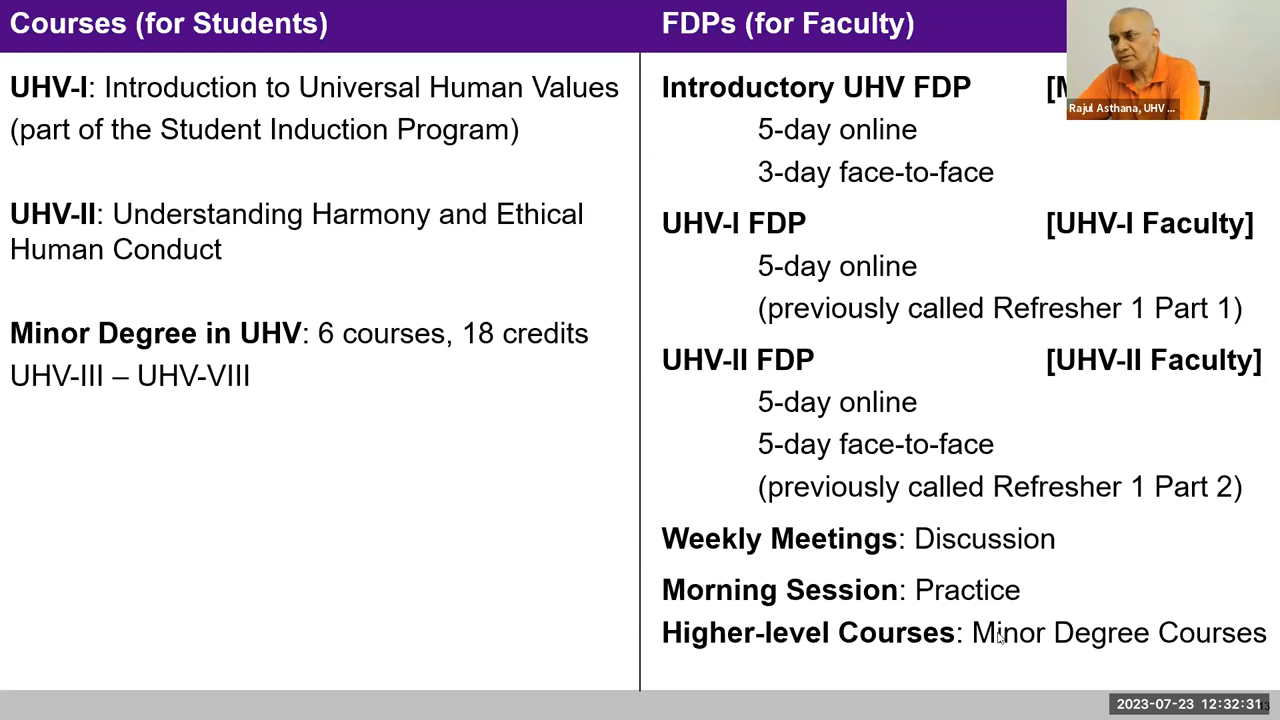 Courses (for Students)
UHV-I: Introduction to Universal Human Values
(part of the Student Induction Program)
UHV-II: Understanding Harmony and Ethical
Human Conduct
Minor Degree in UHV: 6 courses, 18 credits
UHV-III – UHV-VIII
FDPs (for Faculty)
Introductory UHV FDP
5-day online
3-day face-to-face
UHV-I FDP [UHV-I Faculty]
5-day online
(previously called Refresher 1 Part 1)
UHV-II FDP [UHV-II Faculty]
5-day online
5-day face-to-face
(previously called Refresher 1 Part 2)
Weekly Meetings: Discussion
Morning Session: Practice
Higher-level Courses: Minor Degree Courses
Rajul Asthana, UHV ...
2023-07-23 12:32:31